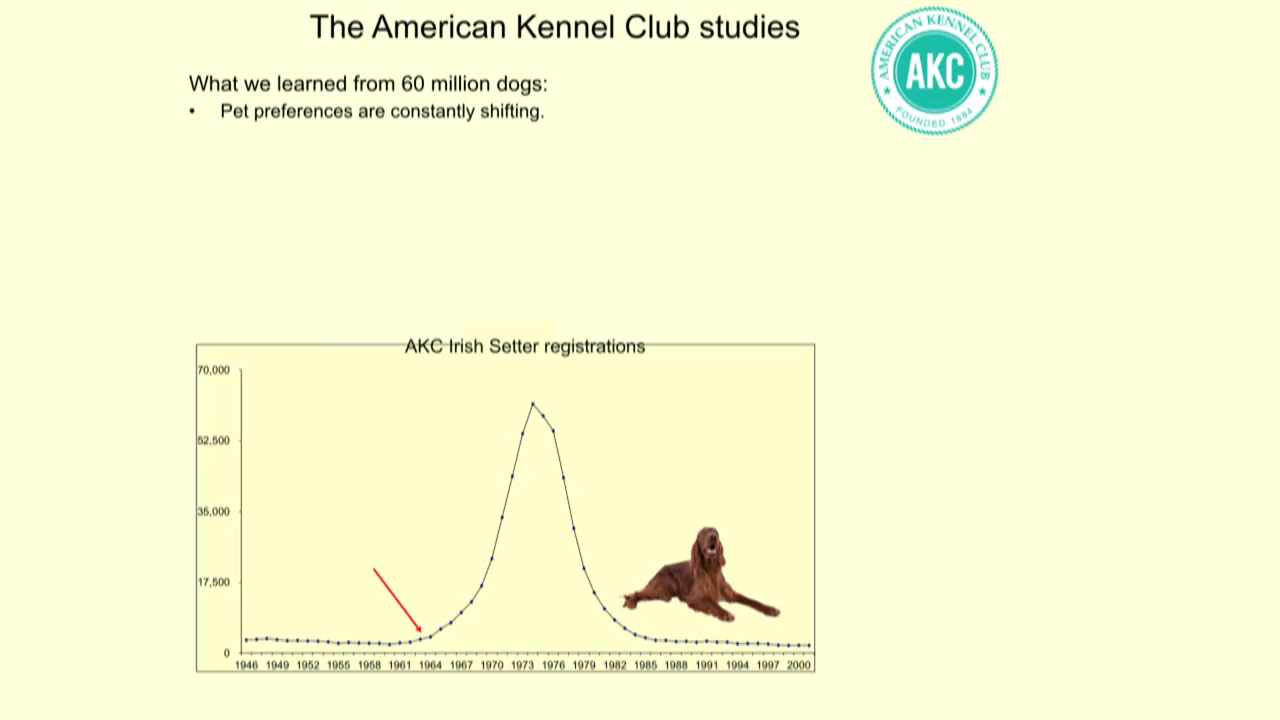 The American Kennel Club studies
AMERICAN KENNEL CLUB
AKC
FOUNDED 1884
What we learned from 60 million dogs:
• Pet preferences are constantly shifting.
AKC Irish Setter registrations
70,000
52,500
35,000
17,500
0
1946 1949 1952 1955 1958 1961 1964 1967 1970 1973 1976 1979 1982 1985 1988 1991 1994 1997 2000